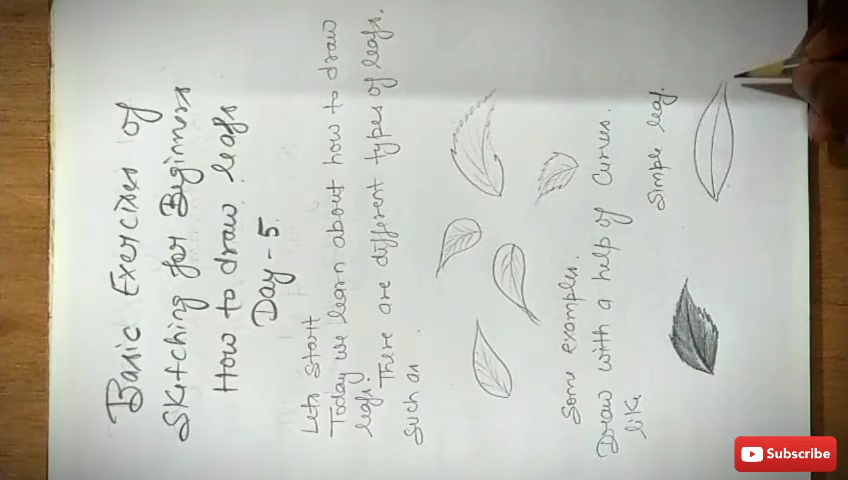 Basic Exercises of
Sketching for Beginners
How to draw leafs
Day - 5
Lets start
Today we learn about how to draw
leafs.
There are different types of leafs.
Such as
Some examples.
Draw with a help of Curves.
like
Simple leaf.
Subscribe